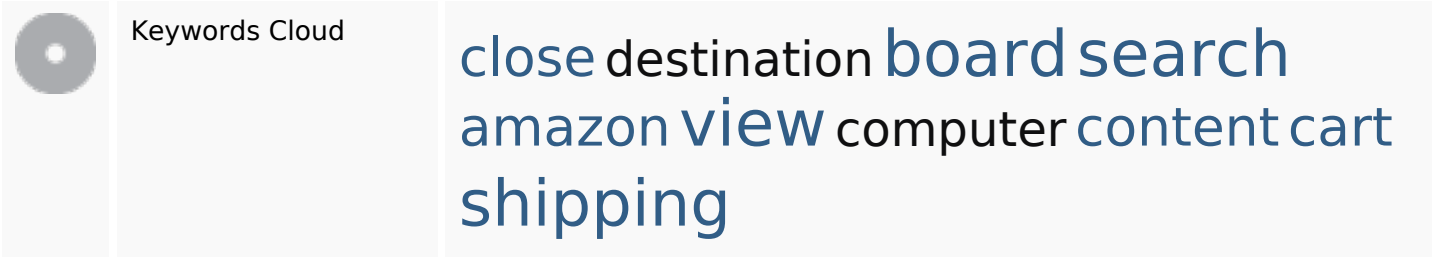 Keywords Cloud
close destination board search
amazon view computer content cart
shipping